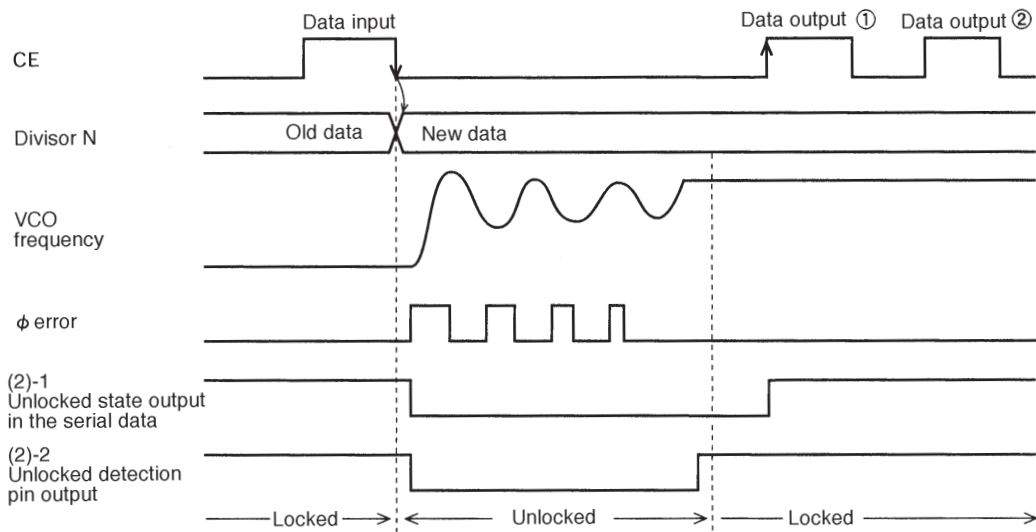 Data input
Data output ①
Data output ②
CE
Divisor N
Old data
New data
VCO
frequency
ϕ error
(2)-1
Unlocked state output
in the serial data
(2)-2
Unlocked detection
pin output
Locked
Unlocked
Locked